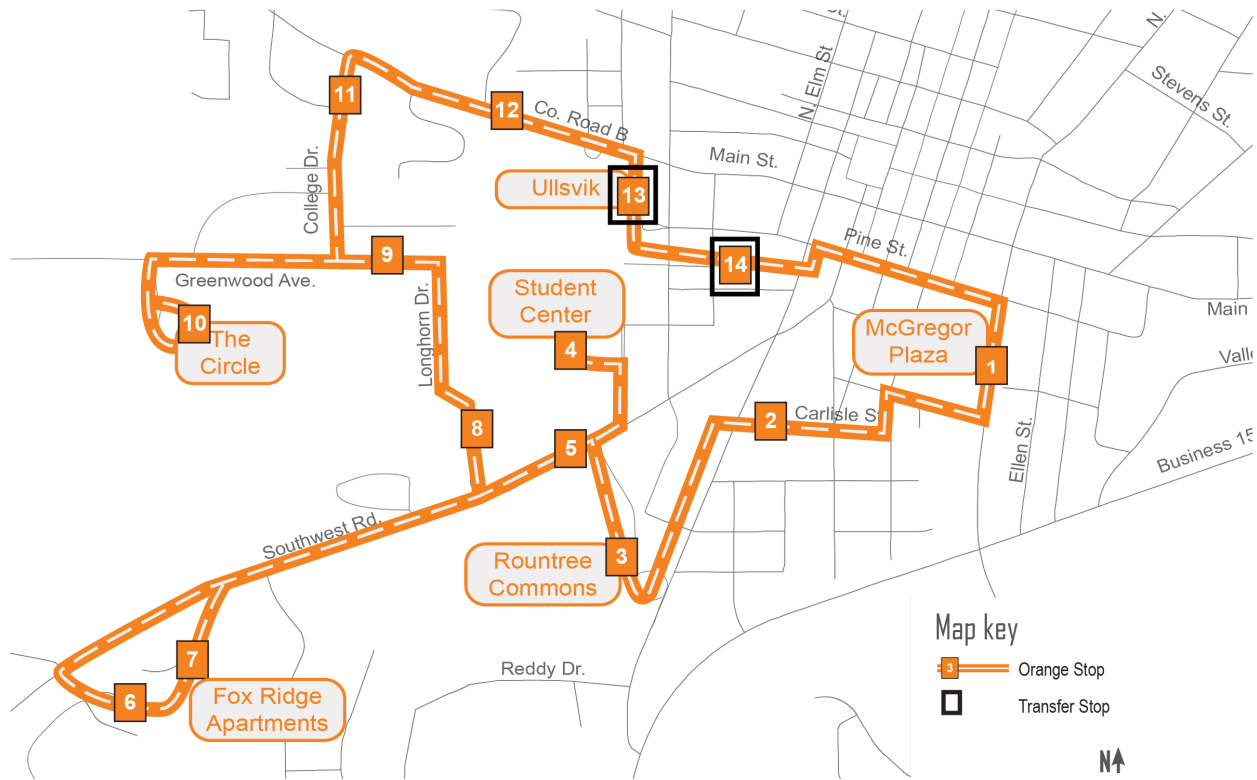 St.
N.
N. Elm St
Stevens St.
11
12
Co. Road B
Main St.
College Dr.
Ullsvik
13
Pine St.
9
14
Greenwood Ave.
Student
Center
Longhorn Dr.
10
The
Circle
4
McGregor
Plaza
1
Main
Valle
2
Carlisle St
8
5
Ellen St.
Business 15
Southwest Rd.
3
Rountree
Commons
Map key
7
6
Fox Ridge
Apartments
Reddy Dr.
3
Orange Stop
Transfer Stop
N